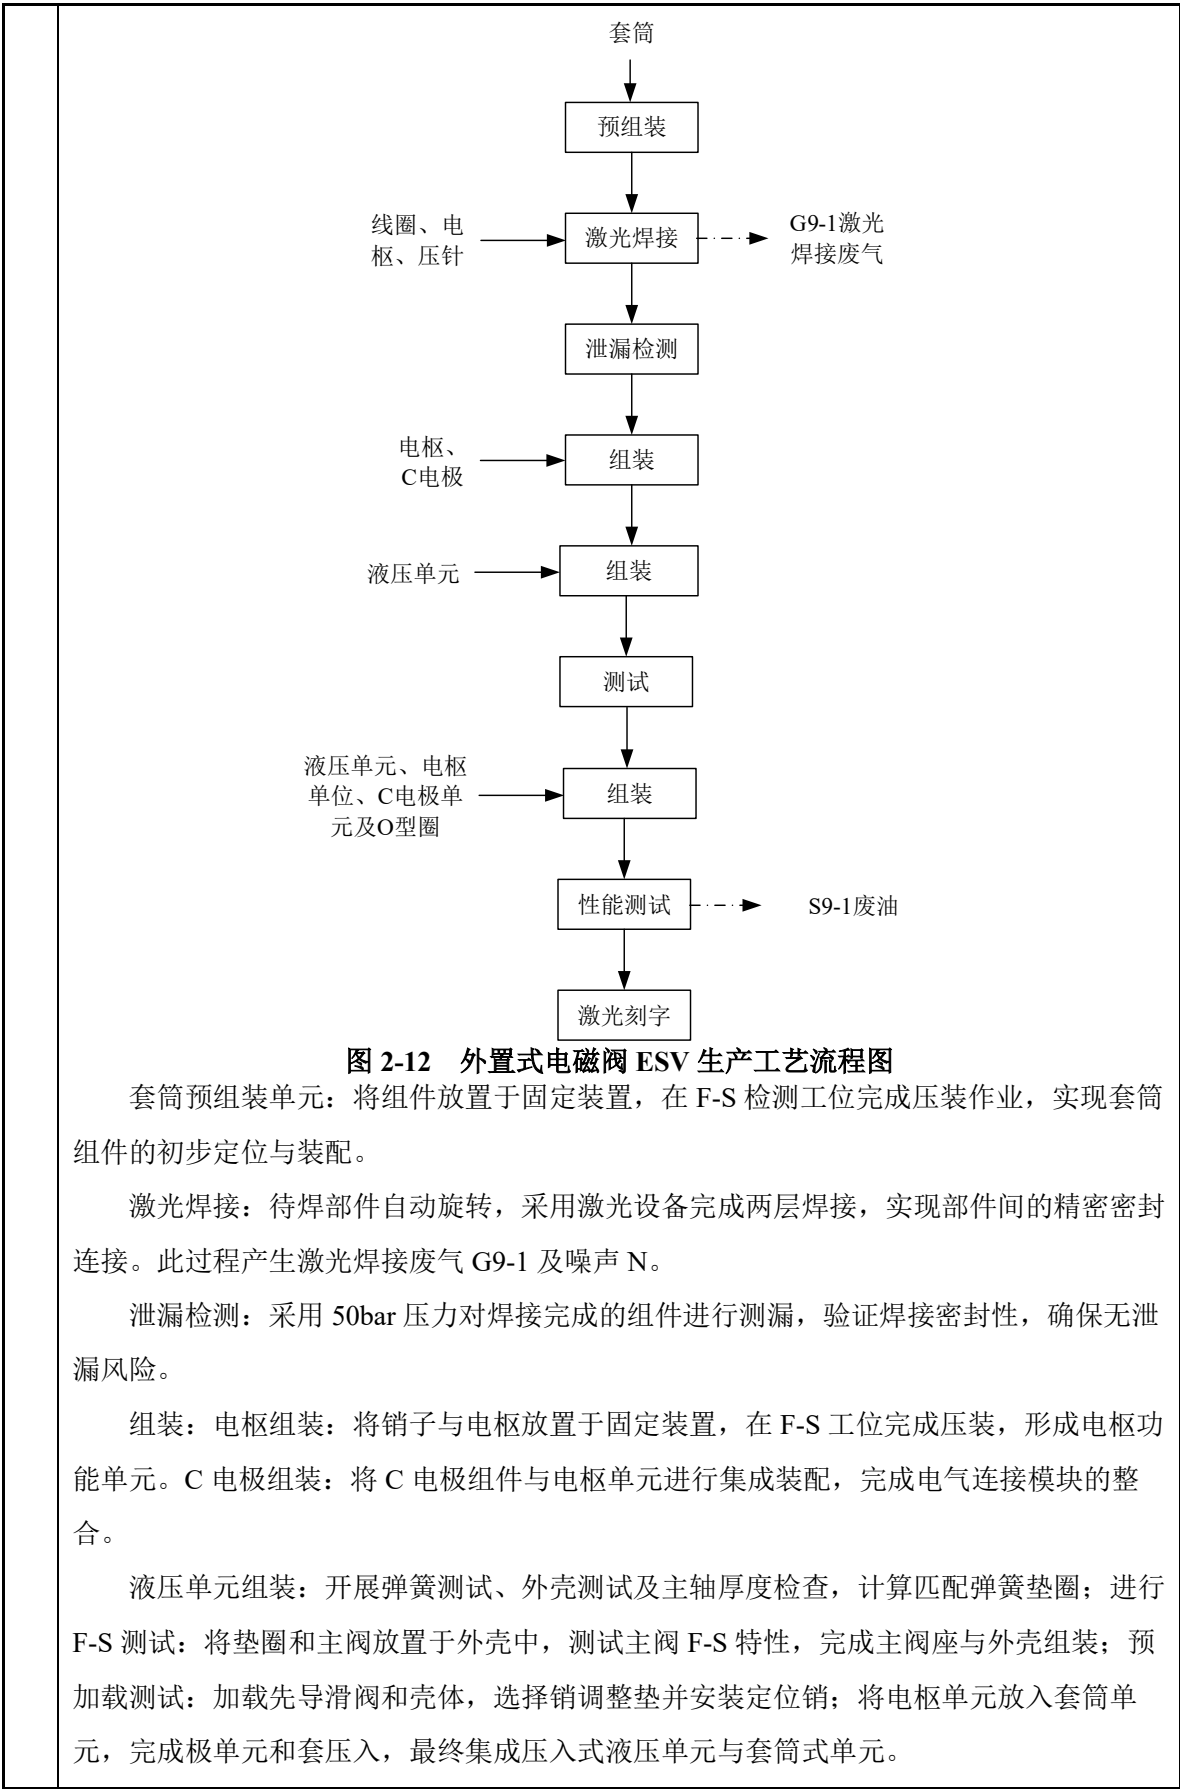 套筒
预组装
线圈、电
枢、压针
激光焊接
G9-1激光
焊接废气
泄漏检测
电枢、
C电极
组装
液压单元
组装
测试
液压单元、电枢
单位、C电极单
元及O型圈
组装
性能测试
S9-1废油
激光刻字
图 2-12 外置式电磁阀 ESV 生产工艺流程图
套筒预组装单元：将组件放置于固定装置，在 F-S 检测工位完成压装作业，实现套筒
组件的初步定位与装配。
激光焊接：待焊部件自动旋转，采用激光设备完成两层焊接，实现部件间的精密密封
连接。此过程产生激光焊接废气 G9-1 及噪声 N。
泄漏检测：采用 50bar 压力对焊接完成的组件进行测漏，验证焊接密封性，确保无泄
漏风险。
组装：电枢组装：将销子与电枢放置于固定装置，在 F-S 工位完成压装，形成电枢功
能单元。C 电极组装：将 C 电极组件与电枢单元进行集成装配，完成电气连接模块的整
合。
液压单元组装：开展弹簧测试、外壳测试及主轴厚度检查，计算匹配弹簧垫圈；进行
F-S 测试：将垫圈和主阀放置于外壳中，测试主阀 F-S 特性，完成主阀座与外壳组装；预
加载测试：加载先导滑阀和壳体，选择销调整垫并安装定位销；将电枢单元放入套筒单
元，完成极单元和套压入，最终集成压入式液压单元与套筒式单元。